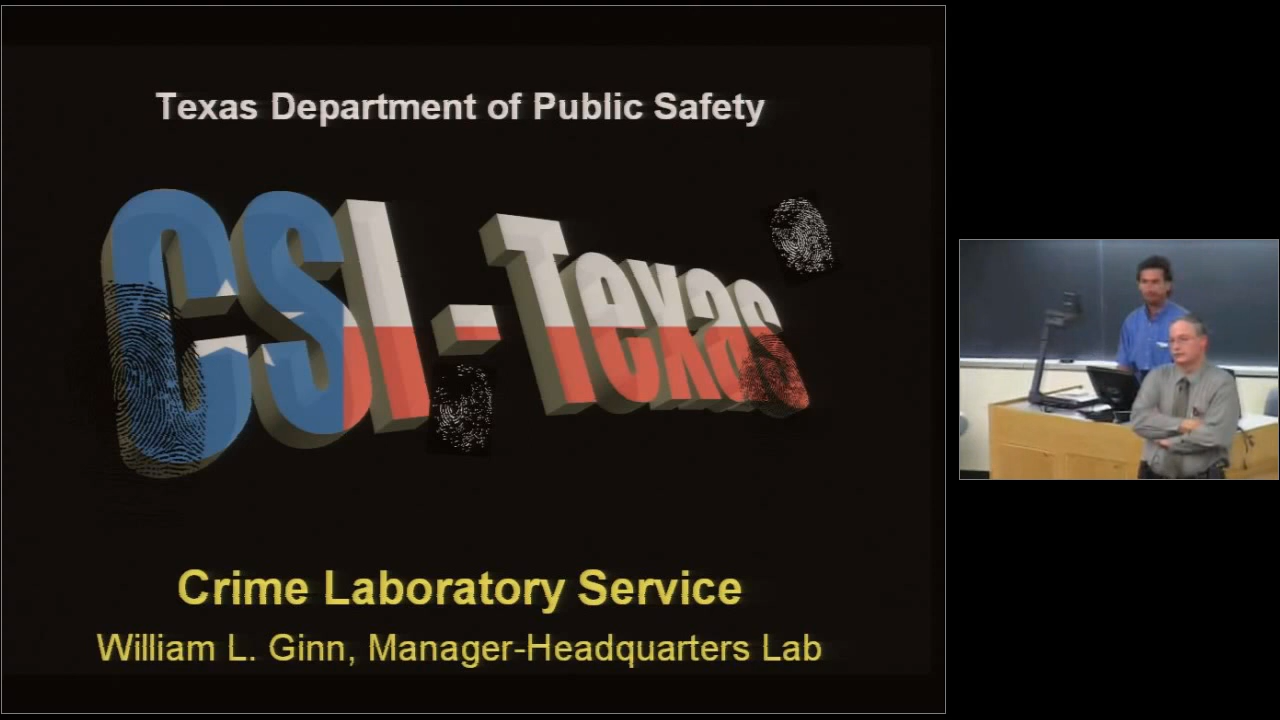 Texas Department of Public Safety
CSI - Texas
Crime Laboratory Service
William L. Ginn, Manager-Headquarters Lab